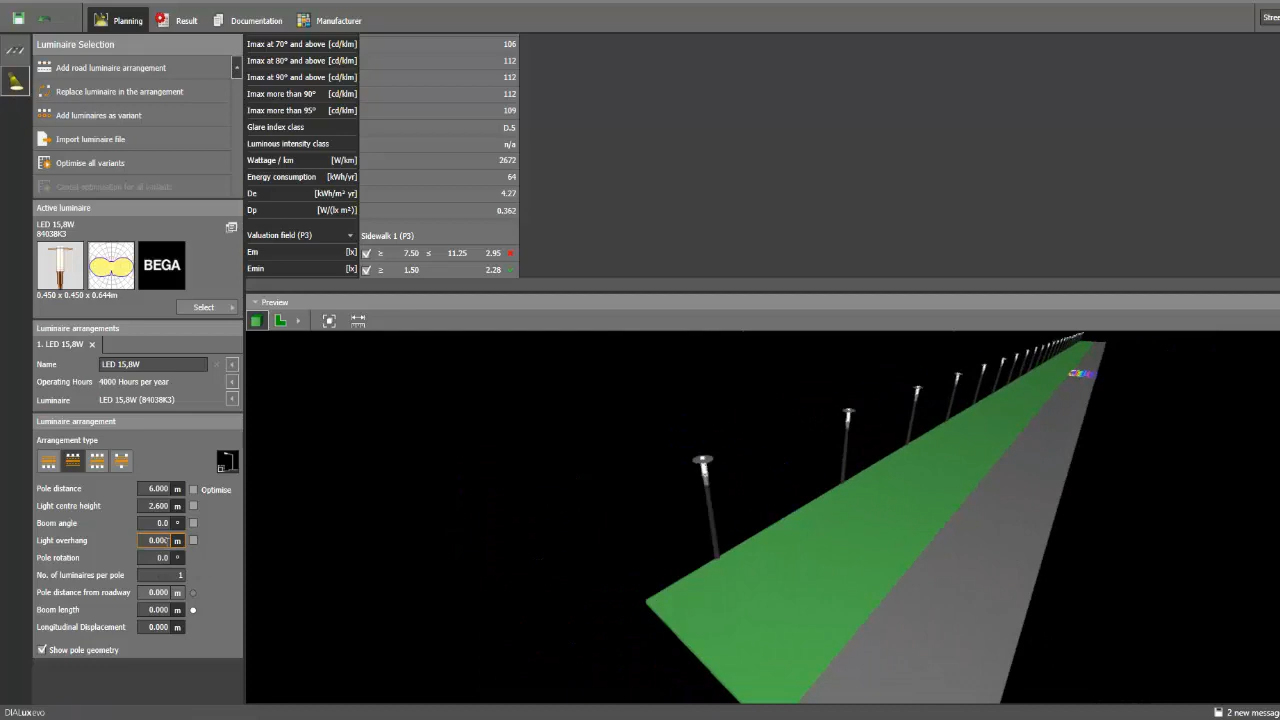 Planning Result Documentation Manufacturer Street
Luminaire Selection
Add road luminaire arrangement
Replace luminaire in the arrangement
Add luminaires as variant
Import luminaire file
Optimise all variants
Imax at 70° and above [cd/klm] 106
Imax at 80° and above [cd/klm] 112
Imax at 90° and above [cd/klm] 112
Imax more than 90° [cd/klm] 112
Imax more than 95° [cd/klm] 109
Glare index class D.5
Luminous intensity class n/a
Wattage / km [W/km] 2672
Energy consumption [kWh/yr] 64
De [kWh/m² yr] 4.27
Dp [W/(lx m²)] 0.362
Valuation field (P3) Sidewalk 1 (P3)
Em [lx] ≥ 7.50 ≤ 11.25 2.95
Emin [lx] ≥ 1.50 2.28
Active luminaire
LED 15,8W
84038K3
BEGA
0.450 x 0.450 x 0.644m
Select
Preview
Luminaire arrangements
1. LED 15,8W
Name LED 15,8W
Operating Hours 4000 Hours per year
Luminaire LED 15,8W (84038K3)
Luminaire arrangement
Arrangement type
Pole distance 6.000 m Optimise
Light centre height 2.600 m
Boom angle 0.0 °
Light overhang 0.000 m
Pole rotation 0.0 °
No. of luminaires per pole 1
Pole distance from roadway 0.000 m
Boom length 0.000 m
Longitudinal Displacement 0.000 m
Show pole geometry
DIALux evo
2 new messag